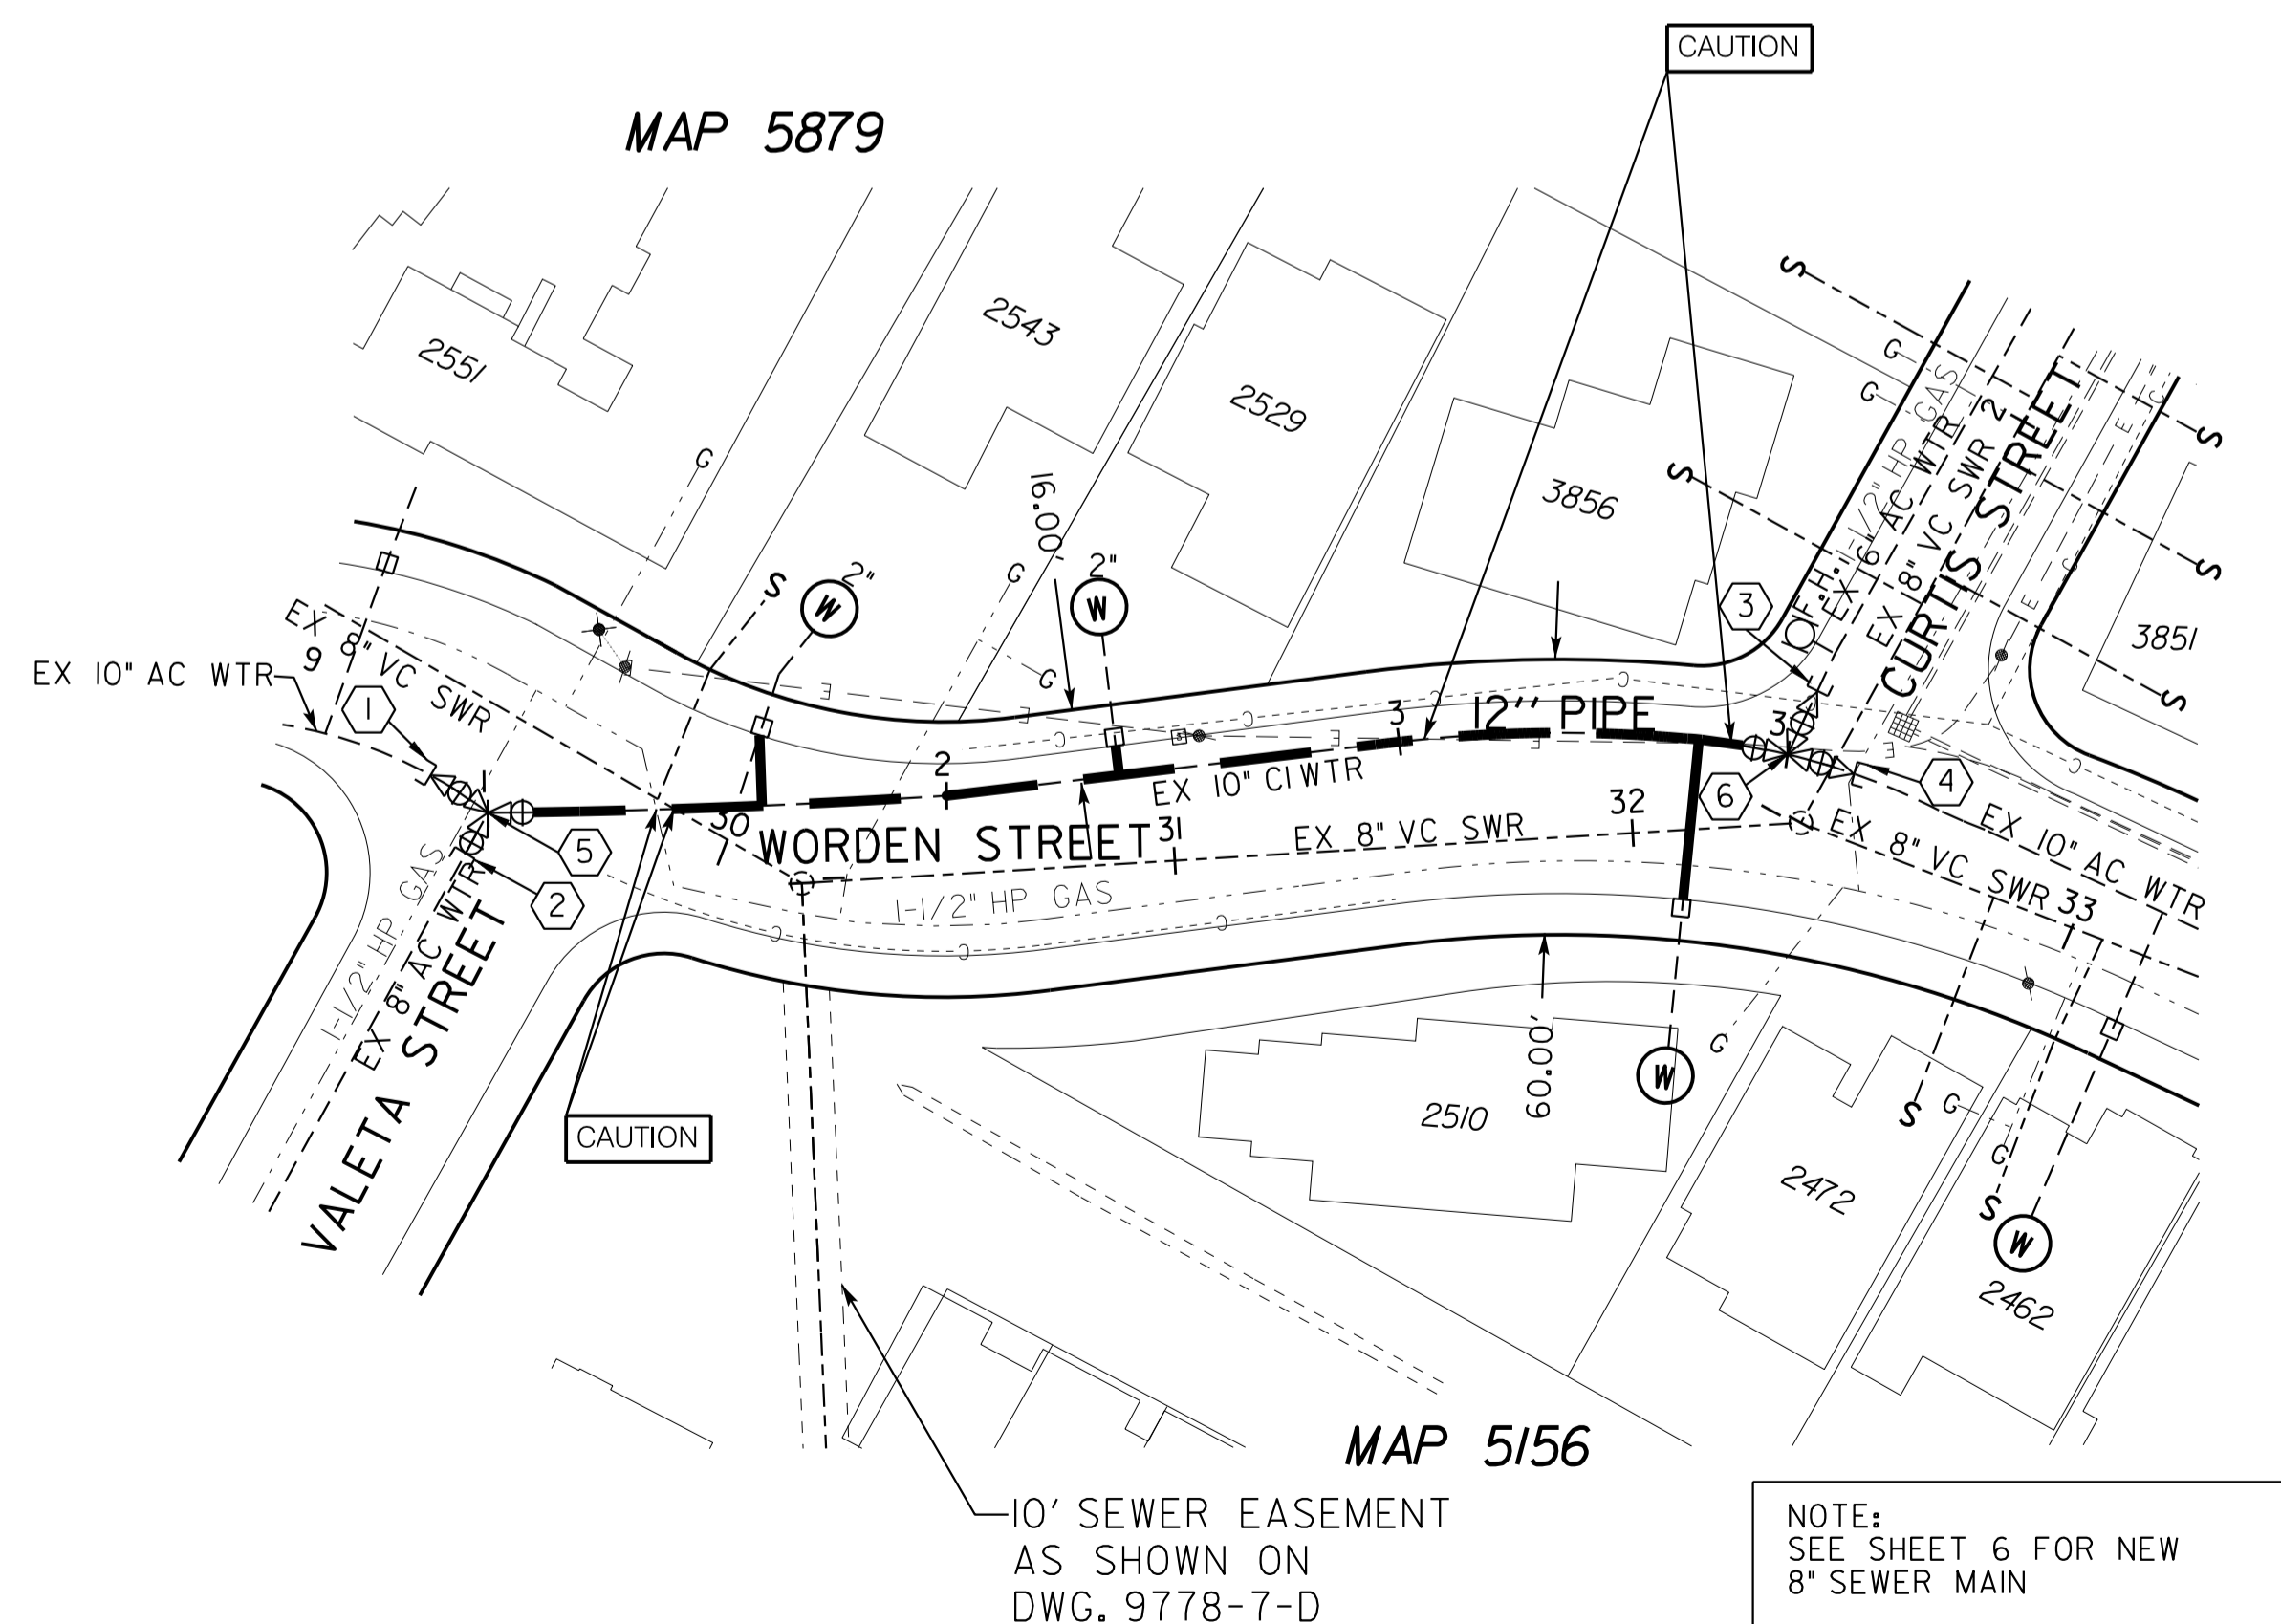 CAUTION
MAP 5879
2551
2543
2529
3856
3851
G
G
G
G
G
G
S
S
S
S
S
16.00'
2"
W
2"
W
S
EX 10" AC WTR
9
EX 8" VC SWR
1
3
F.H.
1-1/2" HP GAS
EX 16" AC WTR
EX 8" VC SWR 2
CURTIS STREET
12" PIPE
E
E
E
E
E
E
E
C
C
C
C
C
C
2
3
3
1
EX 10" CI WTR
30
WORDEN STREET
31
EX 8" VC SWR
32
6
4
EX 10" AC WTR
EX 8" VC SWR 33
5
2
1-1/2" HP GAS
C
C
C
1-1/2" HP GAS
EX 8" AC WTR
VALETA STREET
CAUTION
60.00'
W
G
2510
2472
S
G
G
S
W
2462
MAP 5156
10' SEWER EASEMENT
AS SHOWN ON
DWG. 9778-7-D
NOTE:
SEE SHEET 6 FOR NEW
8" SEWER MAIN